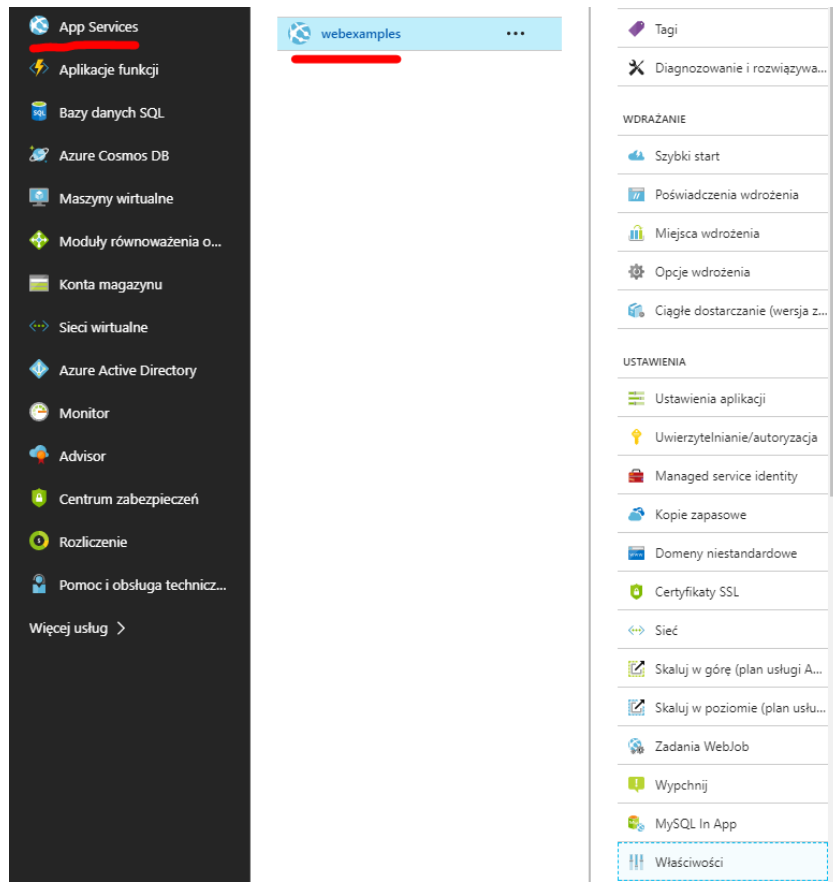 App Services
Aplikacje funkcji
Bazy danych SQL
Azure Cosmos DB
Maszyny wirtualne
Moduły równoważenia o...
Konta magazynu
Sieci wirtualne
Azure Active Directory
Monitor
Advisor
Centrum zabezpieczeń
Rozliczenie
Pomoc i obsługa technicz...
Więcej usług >
webexamples ...
Tagi
Diagnozowanie i rozwiązywa...
WDRAŻANIE
Szybki start
Poświadczenia wdrożenia
Miejsca wdrożenia
Opcje wdrożenia
Ciągłe dostarczanie (wersja z...
USTAWIENIA
Ustawienia aplikacji
Uwierzytelnianie/autoryzacja
Managed service identity
Kopie zapasowe
Domeny niestandardowe
Certyfikaty SSL
Sieć
Skaluj w górę (plan usługi A...
Skaluj w poziomie (plan usłu...
Zadania WebJob
Wypchnij
MySQL In App
Właściwości